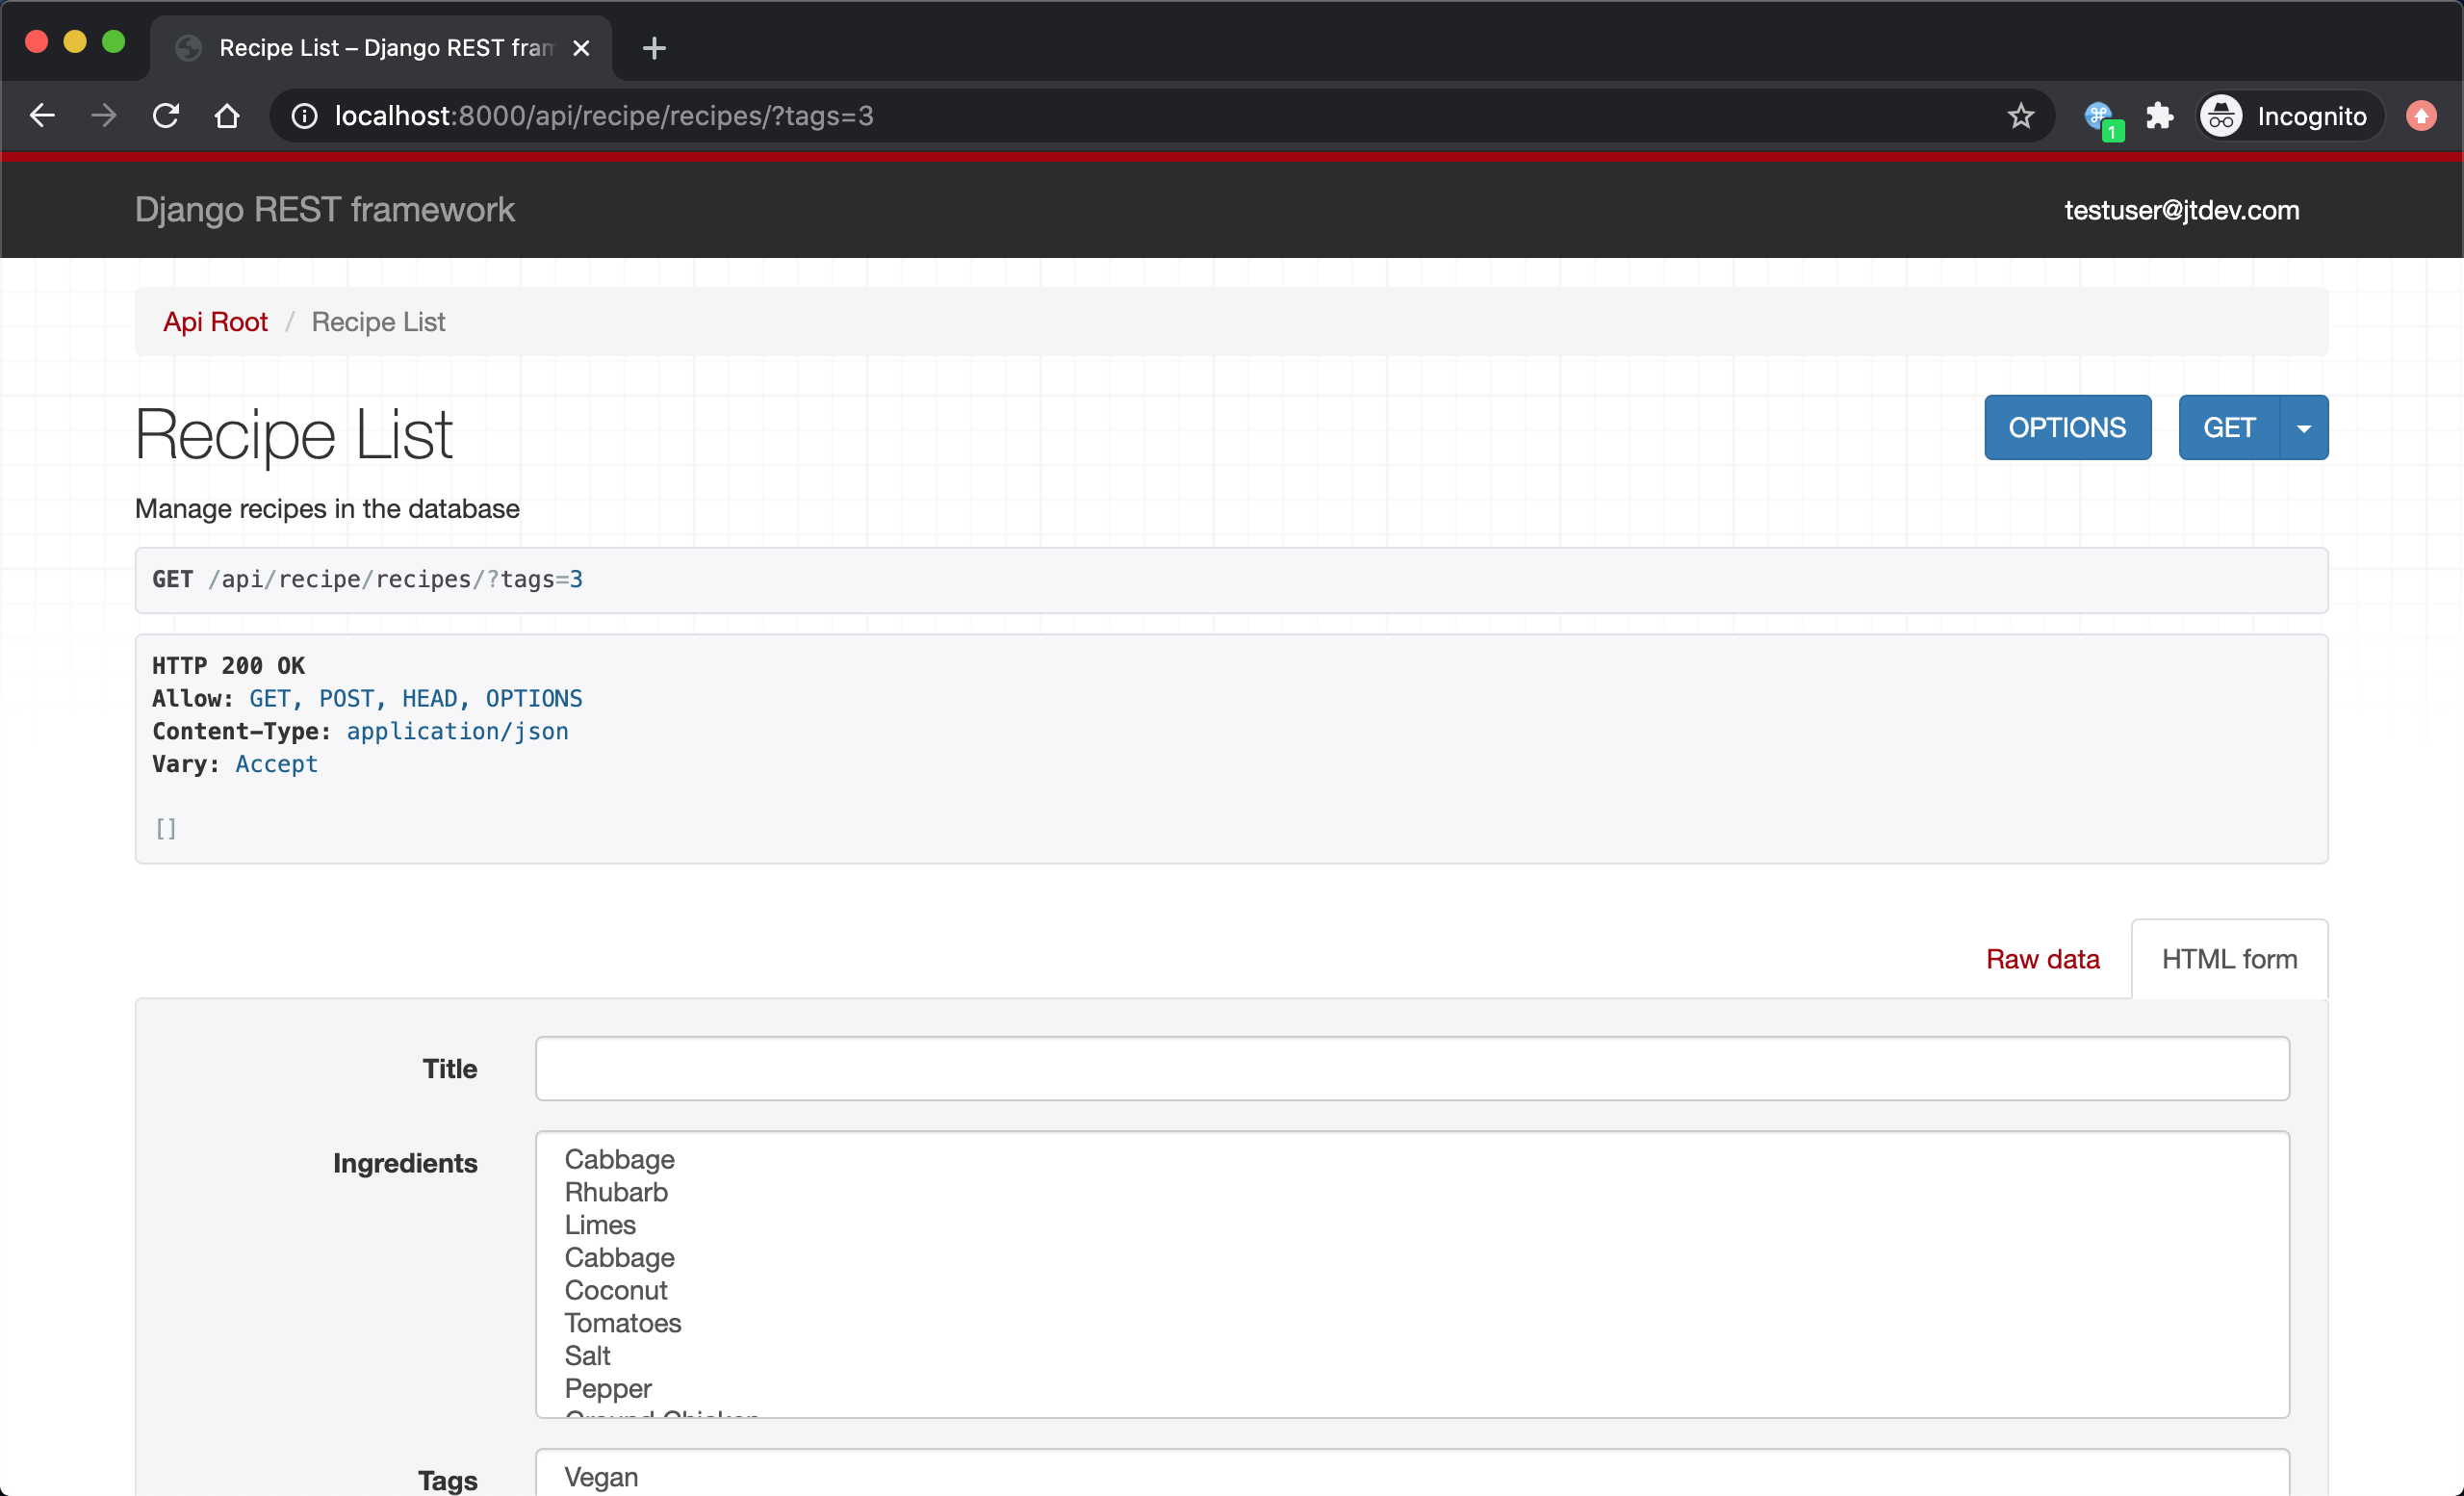 Recipe List – Django REST fram
localhost:8000/api/recipe/recipes/?tags=3
1
Incognito
Django REST framework
testuser@jtdev.com
Api Root / Recipe List
Recipe List
OPTIONS
GET
Manage recipes in the database
GET /api/recipe/recipes/?tags=3
HTTP 200 OK
Allow: GET, POST, HEAD, OPTIONS
Content-Type: application/json
Vary: Accept
[]
Raw data
HTML form
Title
Ingredients
Cabbage
Rhubarb
Limes
Cabbage
Coconut
Tomatoes
Salt
Pepper
Ground Chicken
Tags
Vegan